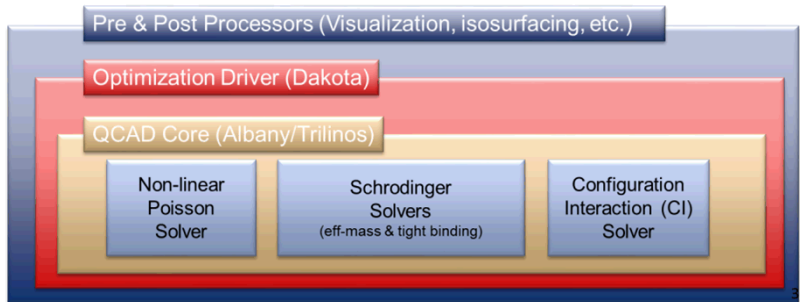 Pre & Post Processors (Visualization, isosurfacing, etc.)
Optimization Driver (Dakota)
QCAD Core (Albany/Trilinos)
Non-linear
Poisson
Solver
Schrodinger
Solvers
(eff-mass & tight binding)
Configuration
Interaction (CI)
Solver
3